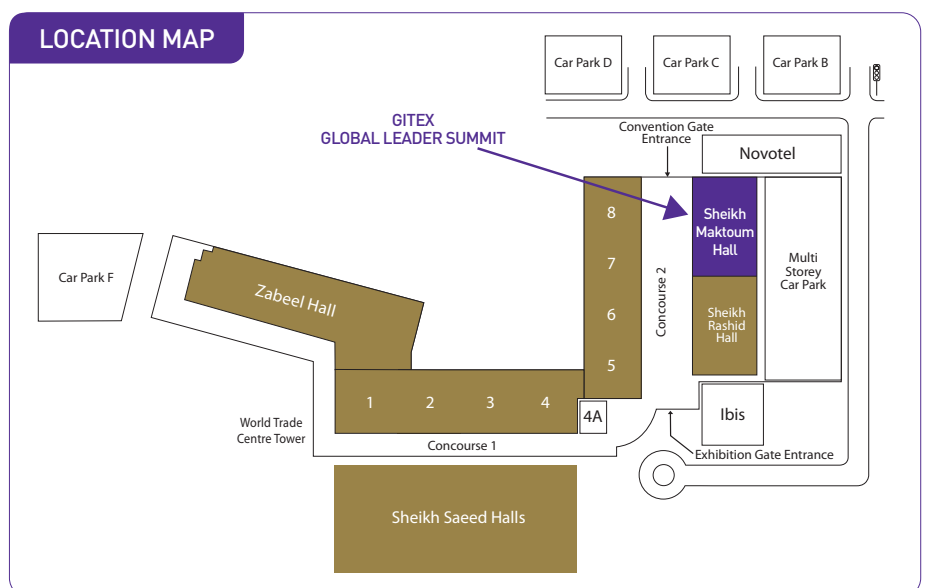 LOCATION MAP
Car Park D
Car Park C
Car Park B
GITEX
GLOBAL LEADER SUMMIT
Convention Gate
Entrance
Novotel
8
Sheikh
Maktoum
Hall
7
Multi
Storey
Car Park
Car Park F
Zabeel Hall
Concourse 2
6
Sheikh
Rashid
Hall
5
1
2
3
4
4A
Ibis
World Trade
Centre Tower
Concourse 1
Exhibition Gate Entrance
Sheikh Saeed Halls